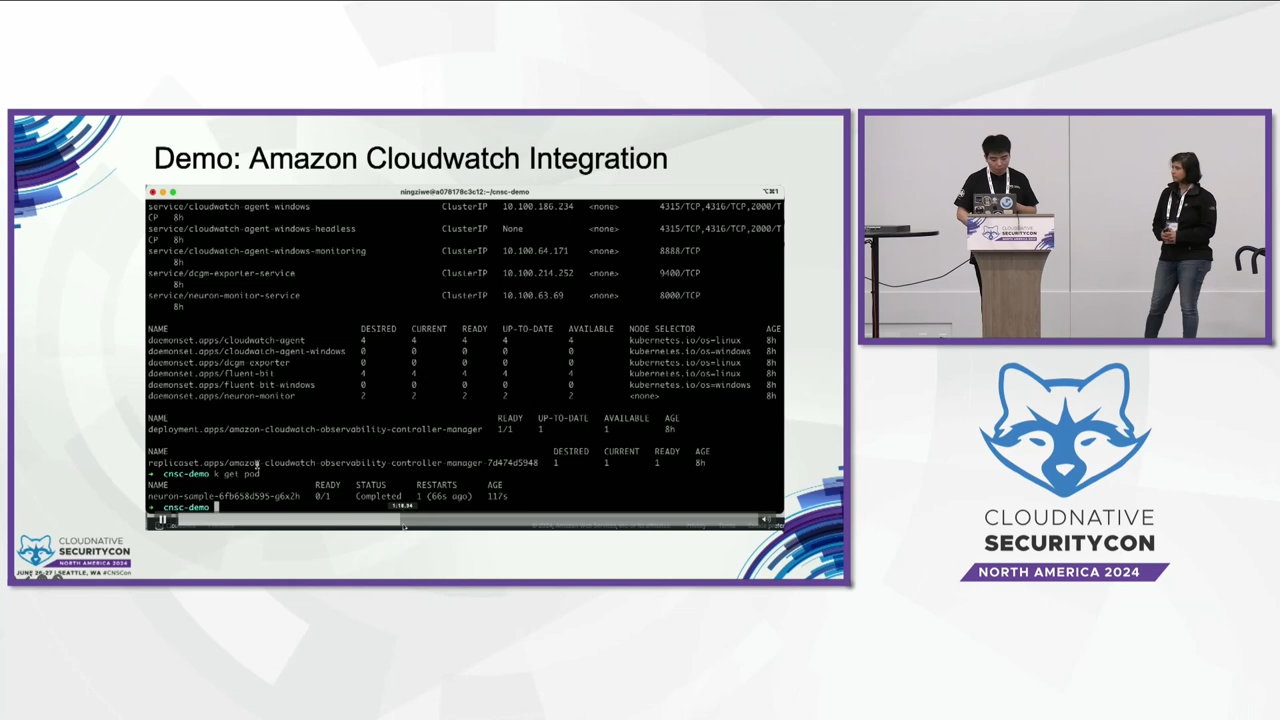 Demo: Amazon Cloudwatch Integration
ningziwe@a078178c3c12:~/cnsc-demo
⌥⌘1
service/cloudwatch-agent-windows ClusterIP 10.100.186.234 <none> 4315/TCP,4316/TCP,2000/T
CP 8h
service/cloudwatch-agent-windows-headless ClusterIP None <none> 4315/TCP,4316/TCP,2000/T
CP 8h
service/cloudwatch-agent-windows-monitoring ClusterIP 10.100.64.171 <none> 8888/TCP
8h
service/dcgm-exporter-service ClusterIP 10.100.214.252 <none> 9400/TCP
8h
service/neuron-monitor-service ClusterIP 10.100.63.69 <none> 8000/TCP
8h
NAME DESIRED CURRENT READY UP-TO-DATE AVAILABLE NODE SELECTOR AGE
daemonset.apps/cloudwatch-agent 4 4 4 4 4 kubernetes.io/os=linux 8h
daemonset.apps/cloudwatch-agent-windows 0 0 0 0 0 kubernetes.io/os=windows 8h
daemonset.apps/dcgm-exporter 0 0 0 0 0 kubernetes.io/os=linux 8h
daemonset.apps/fluent-bit 4 4 4 4 4 kubernetes.io/os=linux 8h
daemonset.apps/fluent-bit-windows 0 0 0 0 0 kubernetes.io/os=windows 8h
daemonset.apps/neuron-monitor 2 2 2 2 2 <none> 8h
NAME READY UP-TO-DATE AVAILABLE AGE
deployment.apps/amazon-cloudwatch-observability-controller-manager 1/1 1 1 8h
NAME DESIRED CURRENT READY AGE
replicaset.apps/amazon-cloudwatch-observability-controller-manager-7d474d5948 1 1 1 8h
➜ cnsc-demo k get pod
NAME READY STATUS RESTARTS AGE
neuron-sample-6fb658d595-g6x2h 0/1 Completed 1 (66s ago) 117s
➜ cnsc-demo
1:18.34
CLOUDNATIVE
SECURITYCON
NORTH AMERICA 2024
JUNE 26-27 | SEATTLE, WA #CNSCon
CLOUDNATIVE
SECURITYCON
CLOUDNATIVE
SECURITYCON
NORTH AMERICA 2024